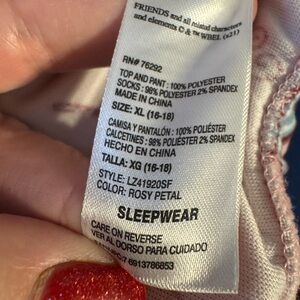 FRIENDS and all related characters
and elements © & ™ WBEI. (s21)
RN# 76292
TOP AND PANT : 100% POLYESTER
SOCKS : 98% POLYESTER 2% SPANDEX
MADE IN CHINA
SIZE: XL (16-18)
CAMISA Y PANTALÓN : 100% POLIÉSTER
CALCETINES : 98% POLIÉSTER 2% SPANDEX
HECHO EN CHINA
TALLA: XG (16-18)
STYLE: LZ41920SF
COLOR: ROSY PETAL
SLEEPWEAR
CARE ON REVERSE
VER AL DORSO PARA CUIDADO
6913786853